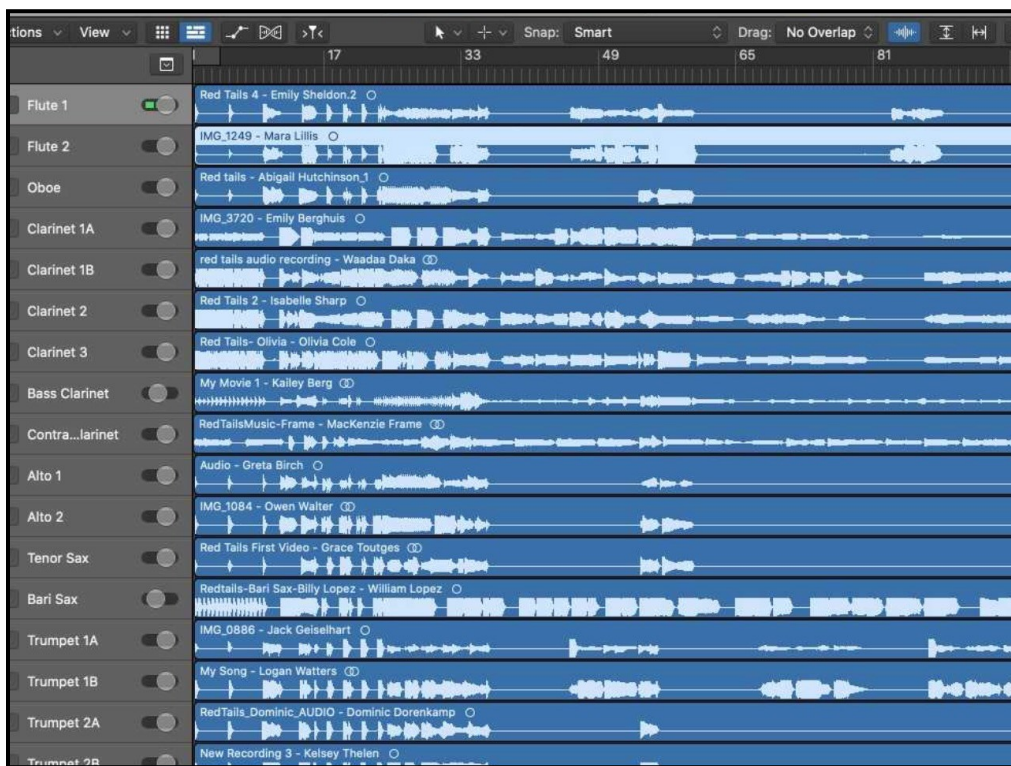 tions View Snap: Smart Drag: No Overlap
17 33 49 65 81
Flute 1
Red Tails 4 - Emily Sheldon.2
Flute 2
IMG_1249 - Mara Lillis
Oboe
Red tails - Abigail Hutchinson_1
Clarinet 1A
IMG_3720 - Emily Berghuis
Clarinet 1B
red tails audio recording - Waadaa Daka
Clarinet 2
Red Tails 2 - Isabelle Sharp
Clarinet 3
Red Tails- Olivia - Olivia Cole
Bass Clarinet
My Movie 1 - Kailey Berg
Contra...larinet
RedTailsMusic-Frame - MacKenzie Frame
Alto 1
Audio - Greta Birch
Alto 2
IMG_1084 - Owen Walter
Tenor Sax
Red Tails First Video - Grace Toutges
Bari Sax
Redtails-Bari Sax-Billy Lopez - William Lopez
Trumpet 1A
IMG_0886 - Jack Geiselhart
Trumpet 1B
My Song - Logan Watters
Trumpet 2A
RedTails_Dominic_AUDIO - Dominic Dorenkamp
Trumpet 2B
New Recording 3 - Kelsey Thelen